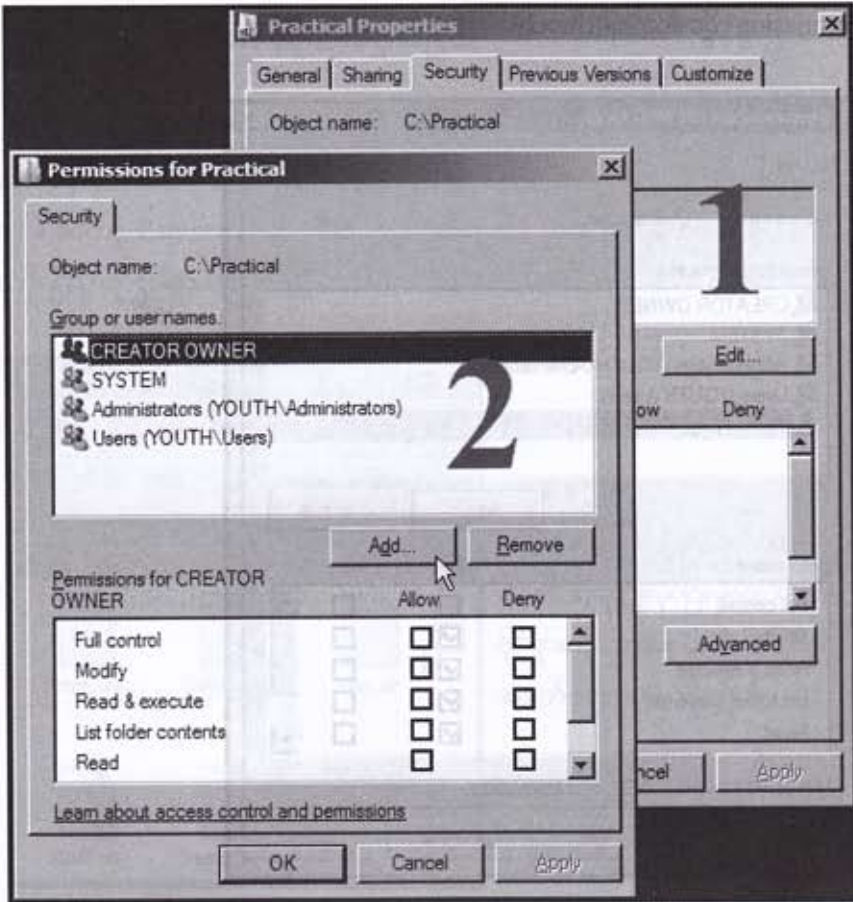 Practical Properties
General Sharing Security Previous Versions Customize
Object name: C:\Practical
1
Edit...
Deny
Advanced
Apply
Permissions for Practical
Security
Object name: C:\Practical
Group or user names.
CREATOR OWNER
SYSTEM
Administrators (YOUTH\Administrators)
Users (YOUTH\Users)
2
Add... Remove
Permissions for CREATOR
OWNER Allow Deny
Full control
Modify
Read & execute
List folder contents
Read
Learn about access control and permissions
OK Cancel Apply